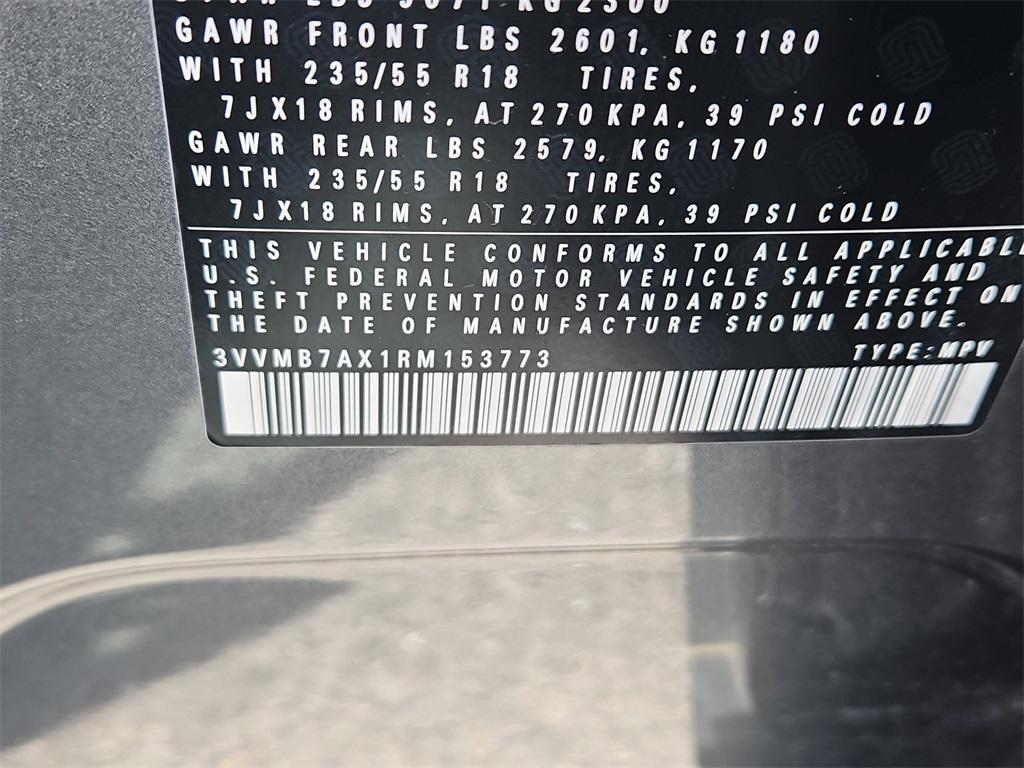 GAWR FRONT LBS 2601, KG 1180
WITH 235/55 R18 TIRES,
7JX18 RIMS, AT 270 KPA, 39 PSI COLD
GAWR REAR LBS 2579, KG 1170
WITH 235/55 R18 TIRES,
7JX18 RIMS, AT 270 KPA, 39 PSI COLD
THIS VEHICLE CONFORMS TO ALL APPLICABL
U.S. FEDERAL MOTOR VEHICLE SAFETY AND
THEFT PREVENTION STANDARDS IN EFFECT ON
THE DATE OF MANUFACTURE SHOWN ABOVE.
3VVMB7AX1RM153773 TYPE:MPV